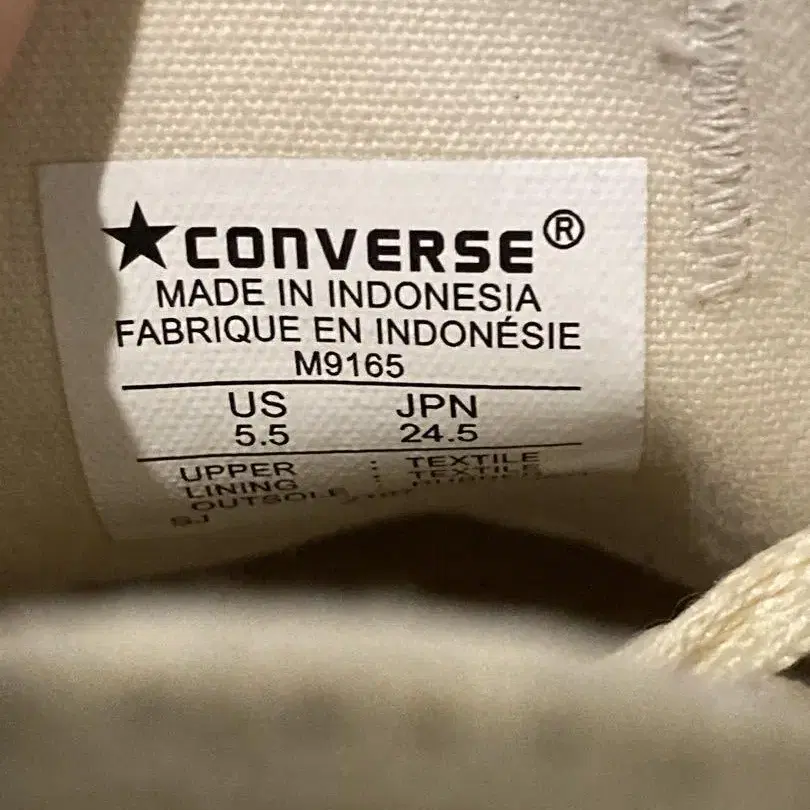 ★CONVERSE®
MADE IN INDONESIA
FABRIQUE EN INDONÉSIE
M9165
US JPN
5.5 24.5
UPPER : TEXTILE
LINING : TEXTILE
OUTSOLE
SJ